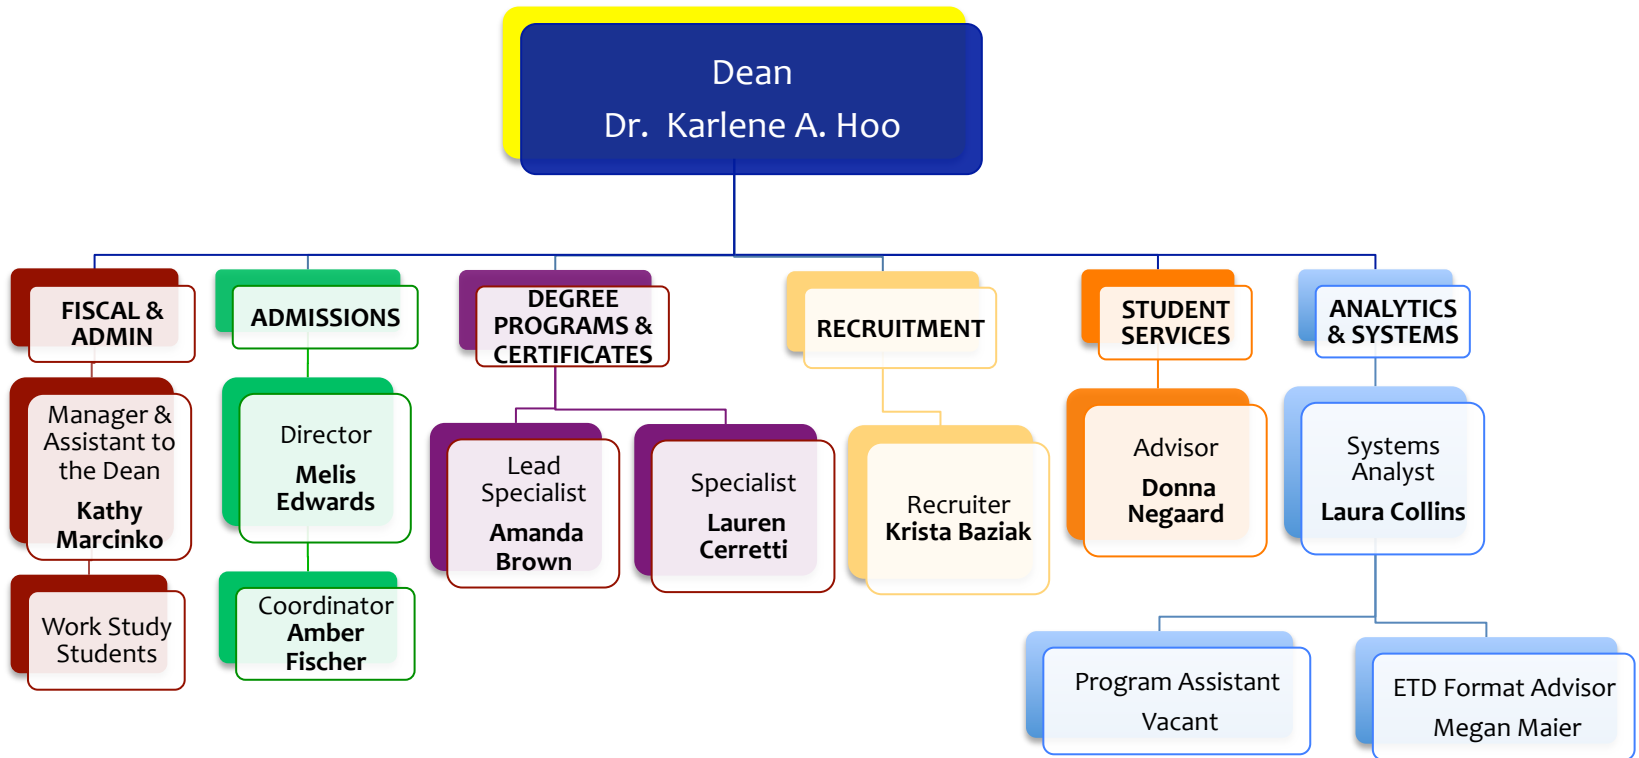 Dean
Dr. Karlene A. Hoo
FISCAL &
ADMIN
ADMISSIONS
DEGREE
PROGRAMS &
CERTIFICATES
RECRUITMENT
STUDENT
SERVICES
ANALYTICS
& SYSTEMS
Manager &
Assistant to
the Dean
Kathy
Marcinko
Director
Melis
Edwards
Lead
Specialist
Amanda
Brown
Specialist
Lauren
Cerretti
Recruiter
Krista Baziak
Advisor
Donna
Negaard
Systems
Analyst
Laura Collins
Work Study
Students
Coordinator
Amber
Fischer
Program Assistant
Vacant
ETD Format Advisor
Megan Maier